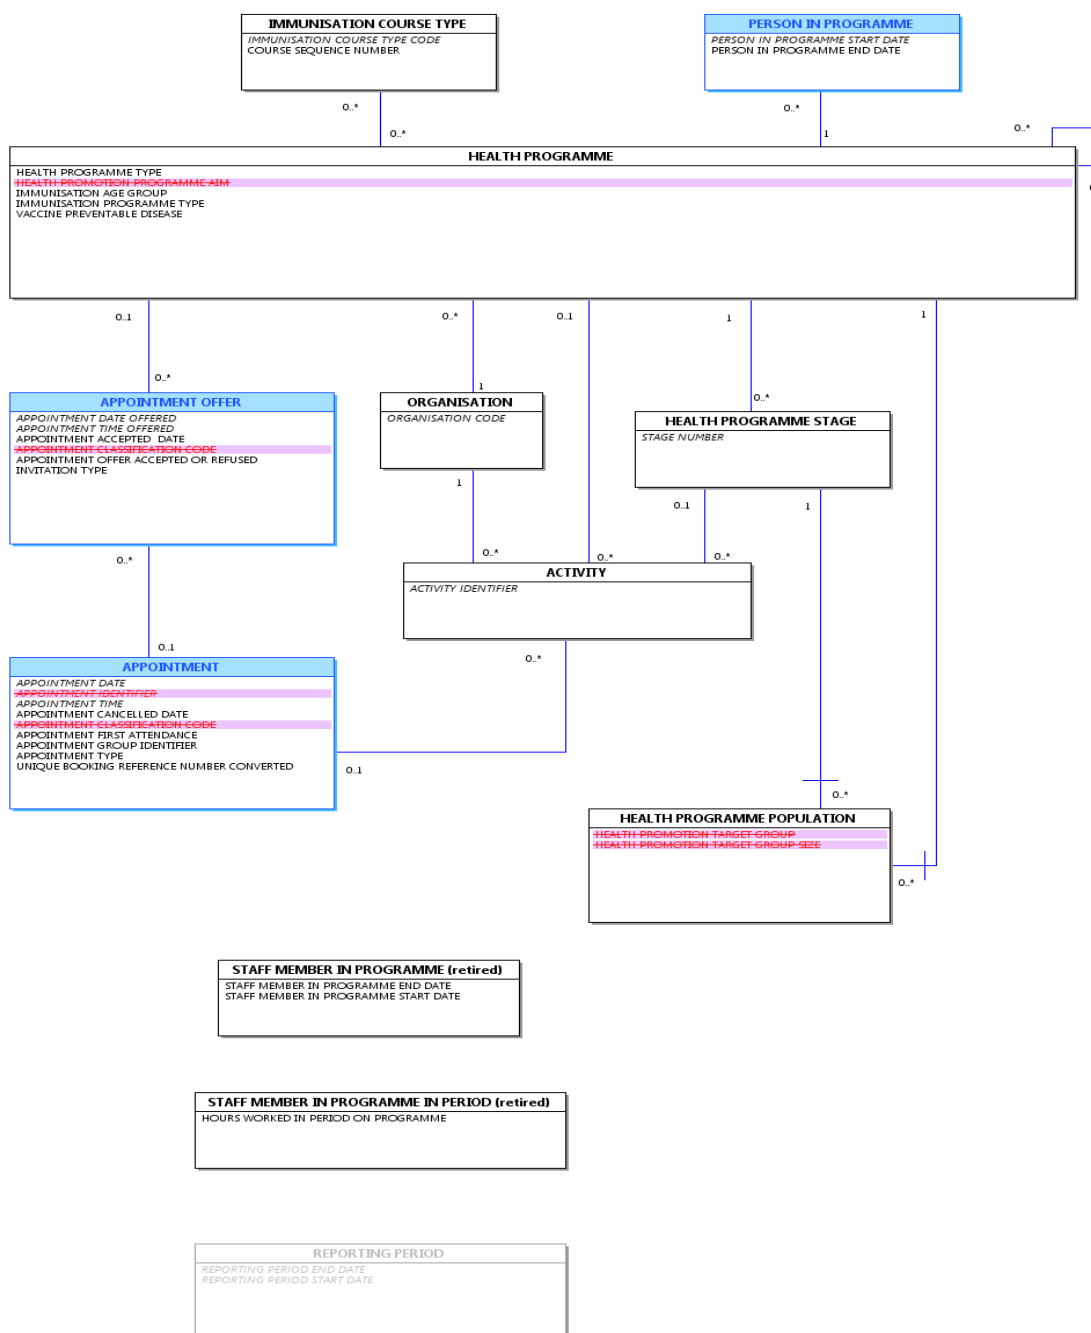 IMMUNISATION COURSE TYPE
IMMUNISATION COURSE TYPE CODE
COURSE SEQUENCE NUMBER
PERSON IN PROGRAMME
PERSON IN PROGRAMME START DATE
PERSON IN PROGRAMME END DATE
0..*
0..*
0..*
1
0..*
HEALTH PROGRAMME
HEALTH PROGRAMME TYPE
HEALTH PROMOTION PROGRAMME AIM
IMMUNISATION AGE GROUP
IMMUNISATION PROGRAMME TYPE
VACCINE PREVENTABLE DISEASE
0..1
0..*
0..1
1
1
0..*
1
0..*
APPOINTMENT OFFER
APPOINTMENT DATE OFFERED
APPOINTMENT TIME OFFERED
APPOINTMENT ACCEPTED DATE
APPOINTMENT CLASSIFICATION CODE
APPOINTMENT OFFER ACCEPTED OR REFUSED
INVITATION TYPE
ORGANISATION
ORGANISATION CODE
HEALTH PROGRAMME STAGE
STAGE NUMBER
1
0..1
1
0..*
0..*
0..*
0..*
ACTIVITY
ACTIVITY IDENTIFIER
0..1
0..*
APPOINTMENT
APPOINTMENT DATE
APPOINTMENT IDENTIFIER
APPOINTMENT TIME
APPOINTMENT CANCELLED DATE
APPOINTMENT CLASSIFICATION CODE
APPOINTMENT FIRST ATTENDANCE
APPOINTMENT GROUP IDENTIFIER
APPOINTMENT TYPE
UNIQUE BOOKING REFERENCE NUMBER CONVERTED
0..1
0..*
HEALTH PROGRAMME POPULATION
HEALTH PROMOTION TARGET GROUP
HEALTH PROMOTION TARGET GROUP SIZE
0..*
STAFF MEMBER IN PROGRAMME (retired)
STAFF MEMBER IN PROGRAMME END DATE
STAFF MEMBER IN PROGRAMME START DATE
STAFF MEMBER IN PROGRAMME IN PERIOD (retired)
HOURS WORKED IN PERIOD ON PROGRAMME
REPORTING PERIOD
REPORTING PERIOD END DATE
REPORTING PERIOD START DATE